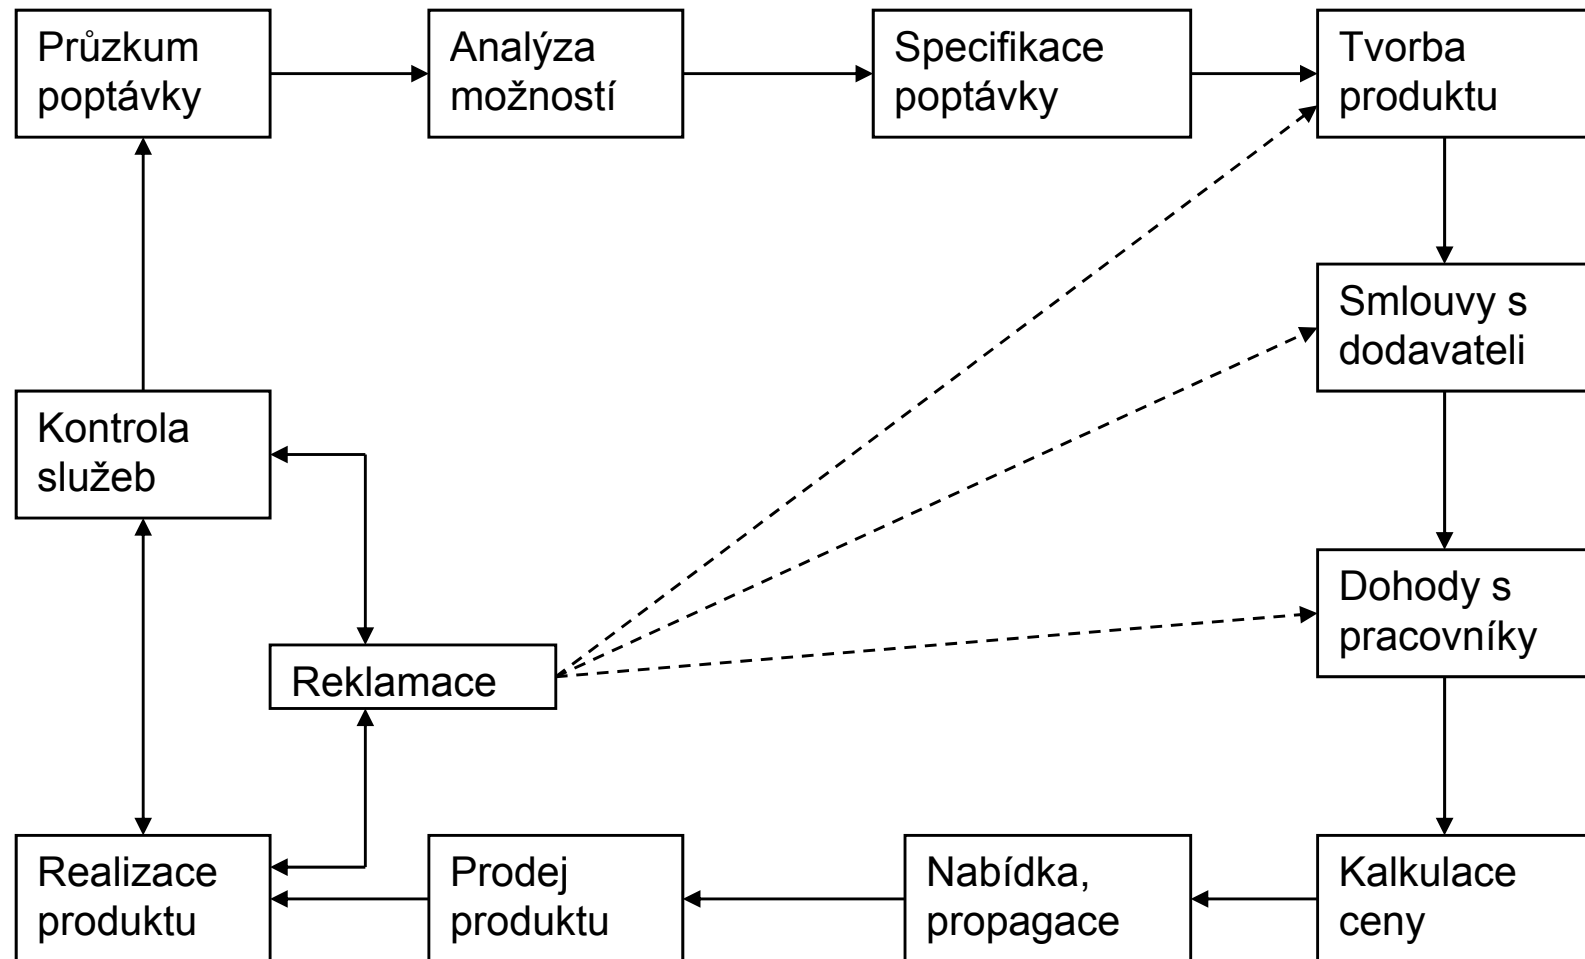 Průzkum
poptávky
Analýza
možností
Specifikace
poptávky
Tvorba
produktu
Smlouvy s
dodavateli
Kontrola
služeb
Dohody s
pracovníky
Reklamace
Realizace
produktu
Prodej
produktu
Nabídka,
propagace
Kalkulace
ceny